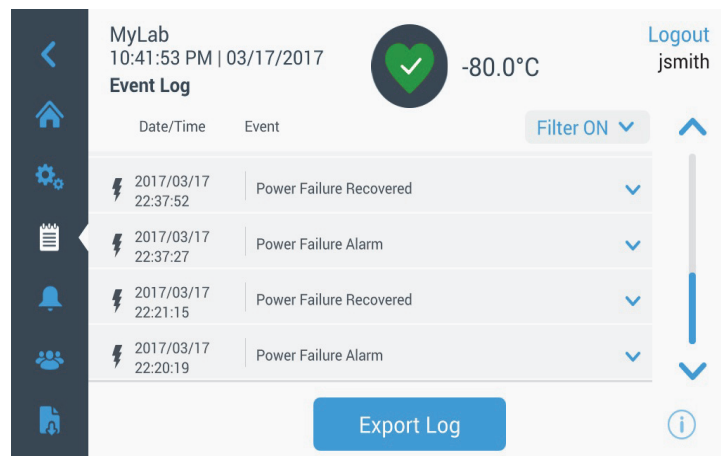 MyLab
10:41:53 PM | 03/17/2017
Event Log
-80.0°C
Logout
jsmith
Date/Time Event Filter ON
2017/03/17
22:37:52
Power Failure Recovered
2017/03/17
22:37:27
Power Failure Alarm
2017/03/17
22:21:15
Power Failure Recovered
2017/03/17
22:20:19
Power Failure Alarm
Export Log
i